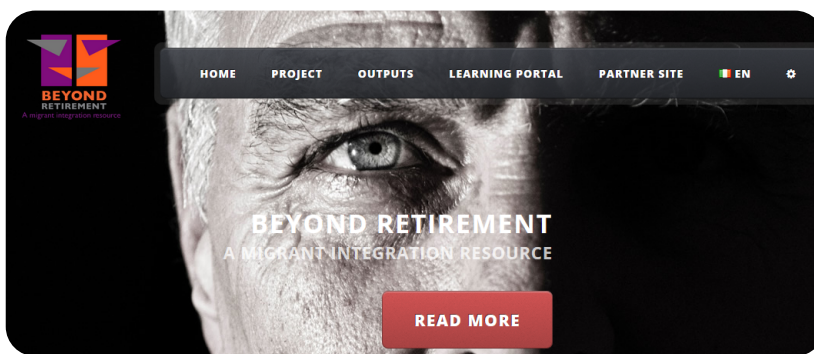 BEYOND
RETIREMENT
A migrant integration resource
HOME PROJECT OUTPUTS LEARNING PORTAL PARTNER SITE EN
BEYOND RETIREMENT
A MIGRANT INTEGRATION RESOURCE
READ MORE